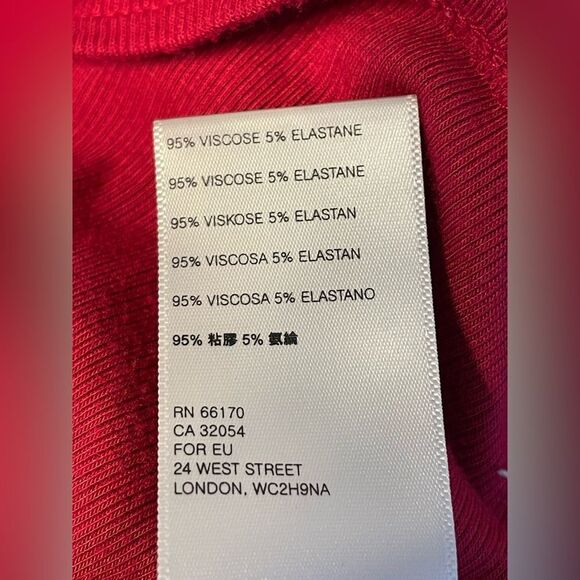 95% VISCOSE 5% ELASTANE
95% VISCOSE 5% ELASTANE
95% VISKOSE 5% ELASTAN
95% VISCOSA 5% ELASTAN
95% VISCOSA 5% ELASTANO
95% 粘膠 5% 氨綸
RN 66170
CA 32054
FOR EU
24 WEST STREET
LONDON, WC2H9NA